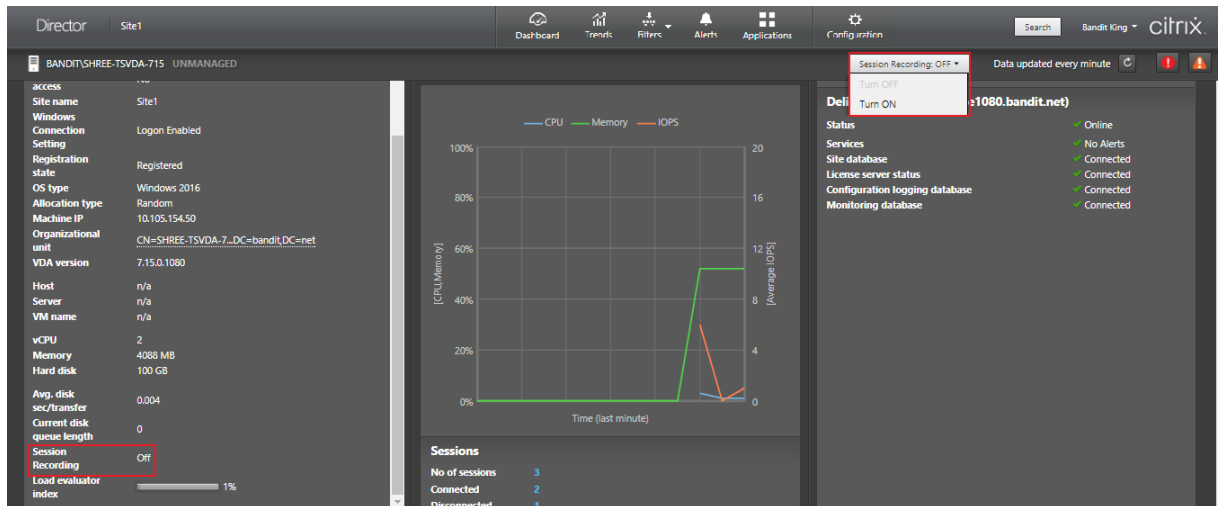 Director Site1
Dashboard Trends Filters Alerts Applications Configuration
Search Bandit King citrix.
BANDIT\SHREE-TSVDA-715 UNMANAGED
Session Recording: OFF
Data updated every minute
Turn OFF
Turn ON
access
Site name Site1
Windows
Connection Logon Enabled
Setting
Registration
state Registered
OS type Windows 2016
Allocation type Random
Machine IP 10.105.154.50
Organizational
unit CN=SHREE-TSVDA-7...DC=bandit,DC=net
VDA version 7.15.0.1080
Host n/a
Server n/a
VM name n/a
vCPU 2
Memory 4088 MB
Hard disk 100 GB
Avg. disk
sec/transfer 0.004
Current disk
queue length 0
Session
Recording Off
Load evaluator
index 1%
CPU Memory IOPS
100% 20
80% 16
60% 12
40% 8
20% 4
0% 0
[CPU,Memory]
[Average IOPS]
Time (last minute)
Sessions
No of sessions 3
Connected 2
Disconnected 1
Deli e1080.bandit.net)
Status Online
Services No Alerts
Site database Connected
License server status Connected
Configuration logging database Connected
Monitoring database Connected